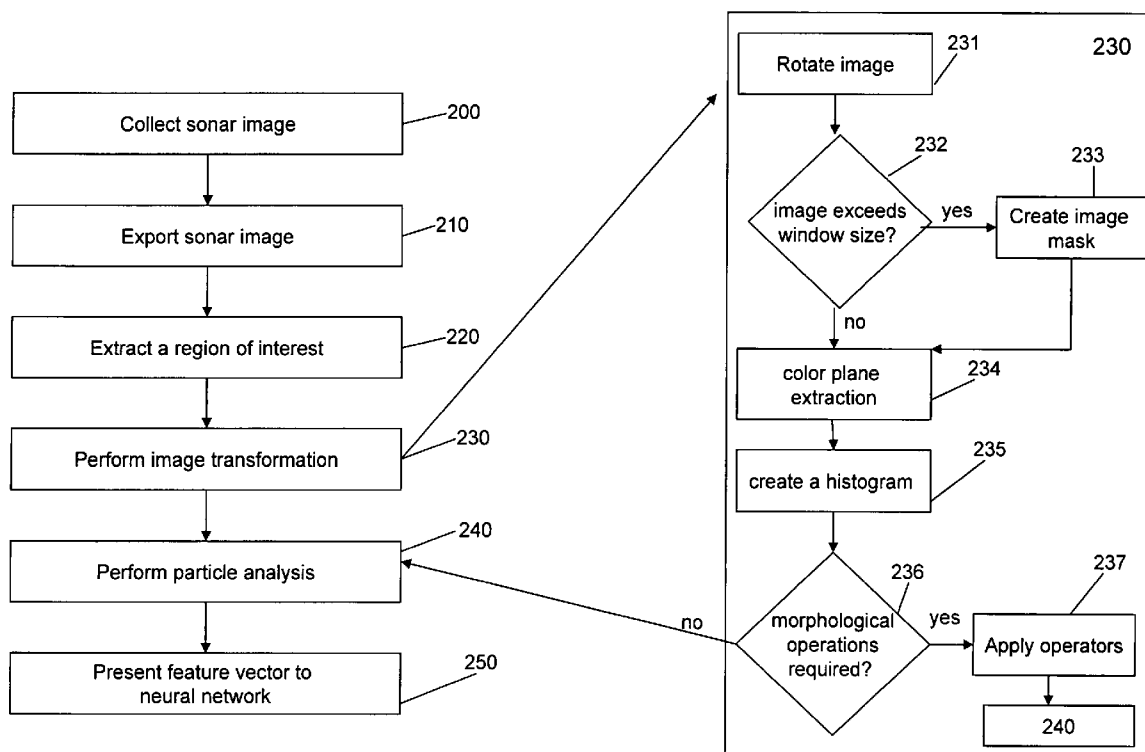 Collect sonar image
200
Export sonar image
210
Extract a region of interest
220
Perform image transformation
230
Perform particle analysis
240
Present feature vector to
neural network
250
230
Rotate image
231
image exceeds
window size?
232
yes
no
Create image
mask
233
color plane
extraction
234
create a histogram
235
morphological
operations
required?
236
no
yes
Apply operators
237
240